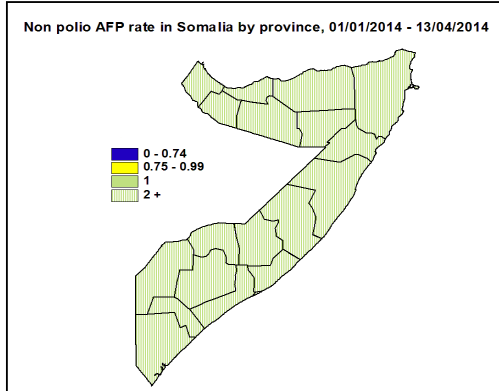 Non polio AFP rate in Somalia by province, 01/01/2014 - 13/04/2014
0 - 0.74
0.75 - 0.99
1
2 +